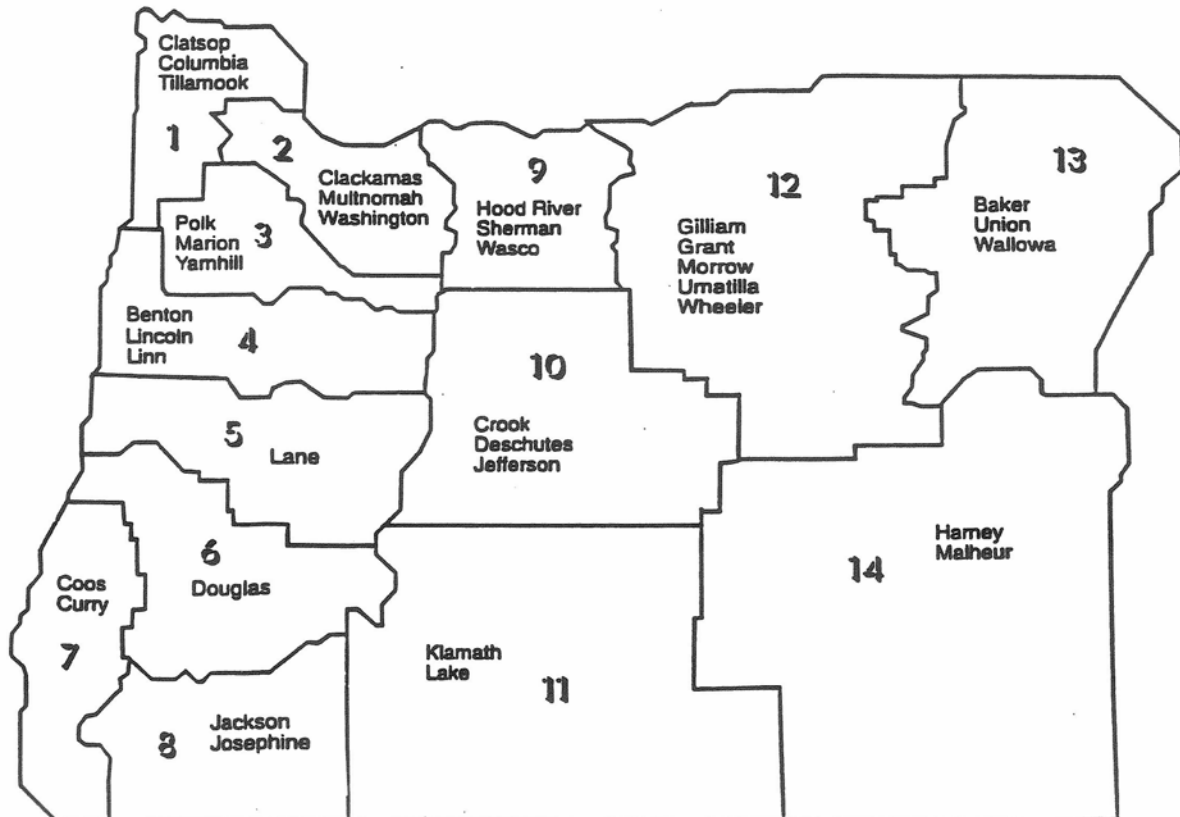 Clatsop
Columbia
Tillamook
1
2
Clackamas
Multnomah
Washington
Polk
Marion
Yamhill
3
Benton
Lincoln
Linn
4
5
Lane
6
Douglas
Coos
Curry
7
8
Jackson
Josephine
9
Hood River
Sherman
Wasco
10
Crook
Deschutes
Jefferson
Klamath
Lake
11
12
Gilliam
Grant
Morrow
Umatilla
Wheeler
13
Baker
Union
Wallowa
14
Harney
Malheur